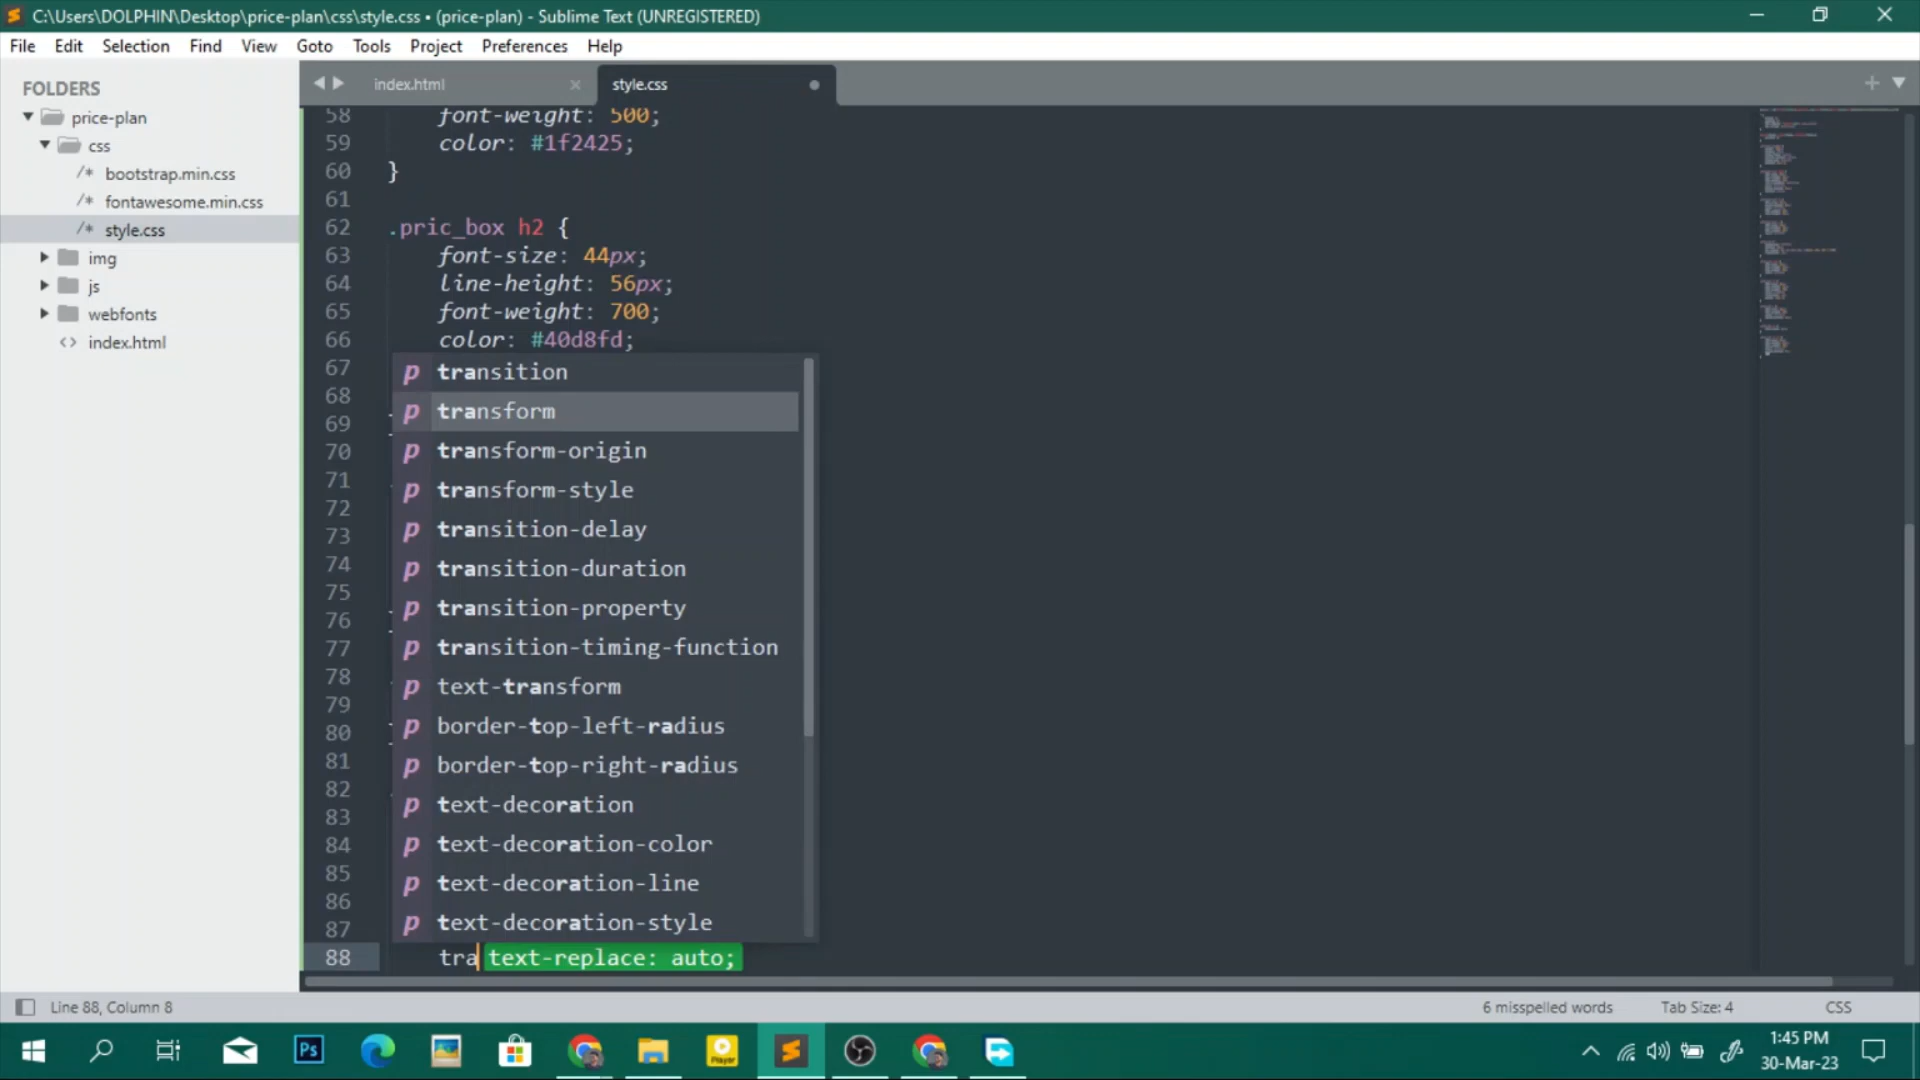 C:\Users\DOLPHIN\Desktop\price-plan\css\style.css • (price-plan) - Sublime Text (UNREGISTERED)
File Edit Selection Find View Goto Tools Project Preferences Help
FOLDERS
price-plan
css
/* bootstrap.min.css
/* fontawesome.min.css
/* style.css
img
js
webfonts
<> index.html
index.html
style.css
58 font-weight: 500;
59 color: #1f2425;
60 }
61
62 .pric_box h2 {
63 font-size: 44px;
64 line-height: 56px;
65 font-weight: 700;
66 color: #40d8fd;
67
68
69
70
71
72
73
74
75
76
77
78
79
80
81
82
83
84
85
86
87
p transition
p transform
p transform-origin
p transform-style
p transition-delay
p transition-duration
p transition-property
p transition-timing-function
p text-transform
p border-top-left-radius
p border-top-right-radius
p text-decoration
p text-decoration-color
p text-decoration-line
p text-decoration-style
88 tra text-replace: auto;
Line 88, Column 8
6 misspelled words
Tab Size: 4
CSS
Ps
Player
1:45 PM
30-Mar-23